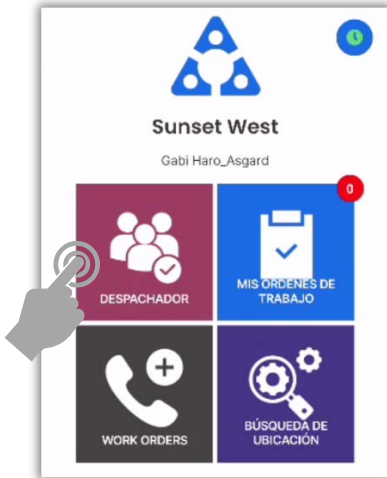 Sunset West
Gabi Haro_Asgard
0
DESPACHADOR
MIS ORDENES DE
TRABAJO
WORK ORDERS
BÚSQUEDA DE
UBICACIÓN